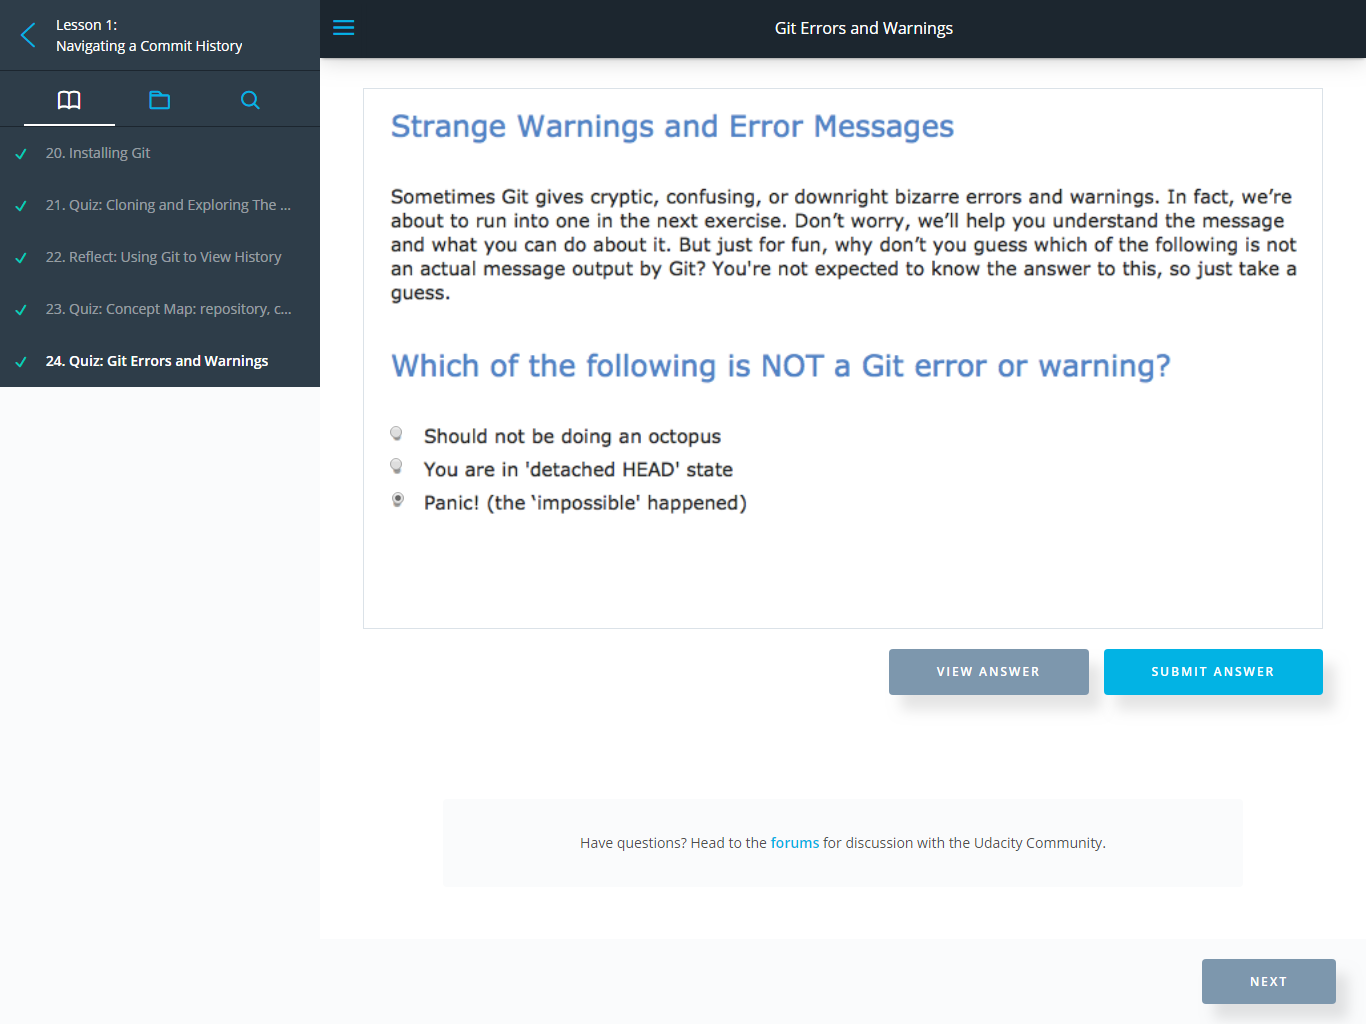 Lesson 1:
Navigating a Commit History
Git Errors and Warnings
20. Installing Git
21. Quiz: Cloning and Exploring The ...
22. Reflect: Using Git to View History
23. Quiz: Concept Map: repository, c...
24. Quiz: Git Errors and Warnings
Strange Warnings and Error Messages
Sometimes Git gives cryptic, confusing, or downright bizarre errors and warnings. In fact, we’re
about to run into one in the next exercise. Don’t worry, we’ll help you understand the message
and what you can do about it. But just for fun, why don’t you guess which of the following is not
an actual message output by Git? You're not expected to know the answer to this, so just take a
guess.
Which of the following is NOT a Git error or warning?
Should not be doing an octopus
You are in 'detached HEAD' state
Panic! (the ‘impossible' happened)
VIEW ANSWER
SUBMIT ANSWER
Have questions? Head to the forums for discussion with the Udacity Community.
NEXT